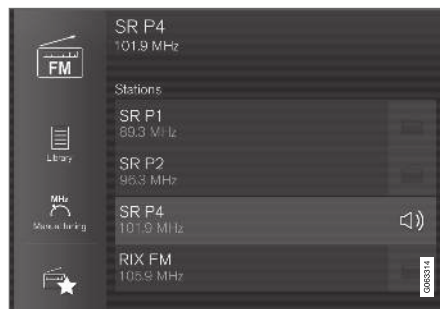 SR P4
101.9 MHz
FM
Stations
SR P1
89.3 MHz
Library
SR P2
96.3 MHz
MHz
Manual tuning
SR P4
101.9 MHz
RIX FM
105.9 MHz
G063314